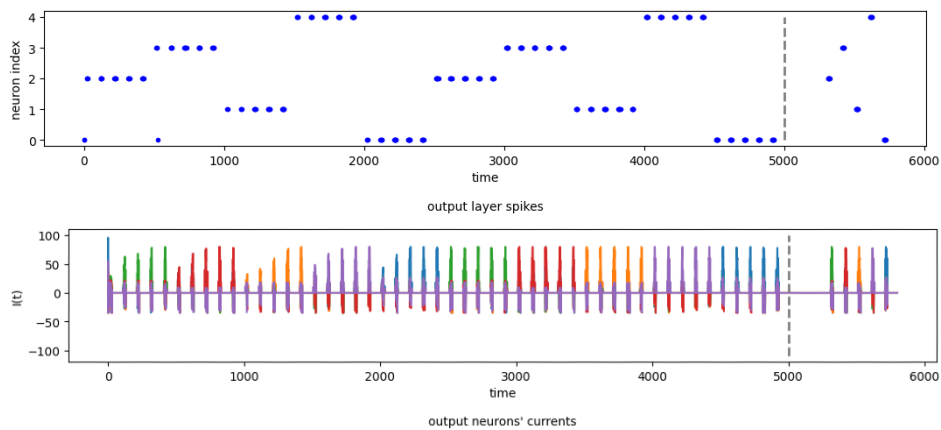 4
3
2
1
0
neuron index
0 1000 2000 3000 4000 5000 6000
time
output layer spikes
100
50
0
−50
−100
I(t)
0 1000 2000 3000 4000 5000 6000
time
output neurons' currents